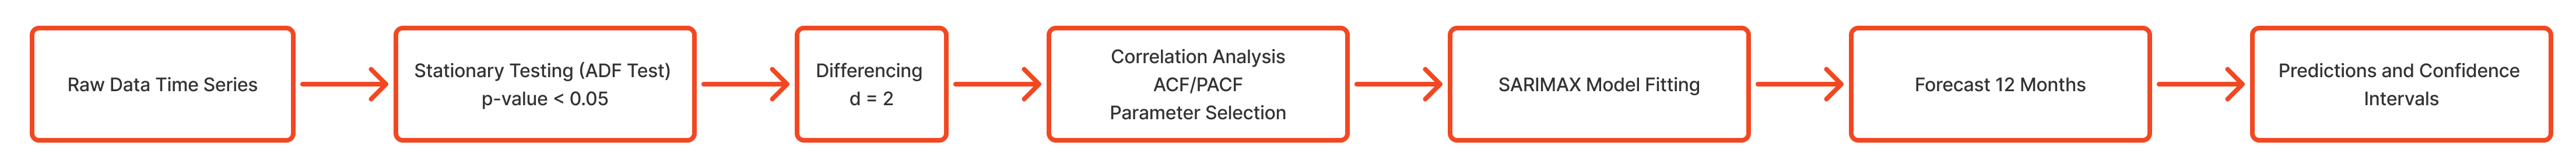 Raw Data Time Series
Stationary Testing (ADF Test)
p-value < 0.05
Differencing
d = 2
Correlation Analysis
ACF/PACF
Parameter Selection
SARIMAX Model Fitting
Forecast 12 Months
Predictions and Confidence
Intervals